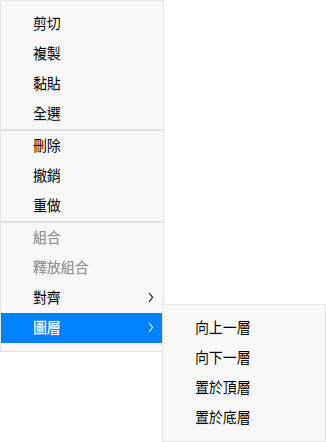 剪切
複製
黏貼
全選
刪除
撤銷
重做
組合
釋放組合
對齊
圖層
向上一層
向下一層
置於頂層
置於底層